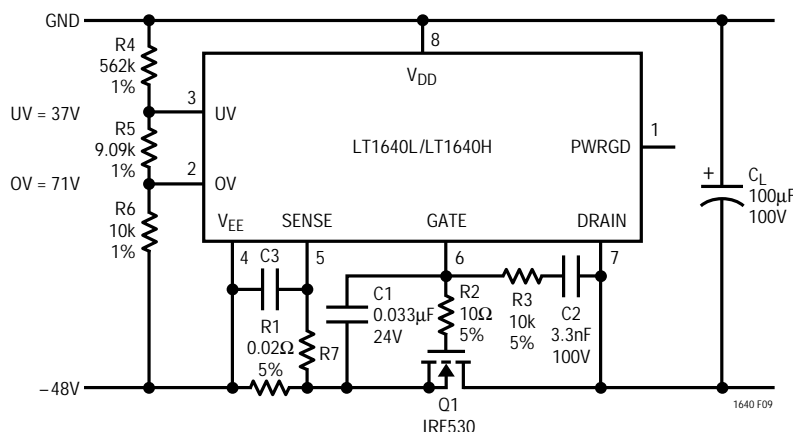 GND
R4
562k
1%
UV = 37V
R5
9.09k
1%
OV = 71V
R6
10k
1%
−48V
3
UV
2
OV
8
VDD
LT1640L/LT1640H
PWRGD
1
VEE
SENSE
GATE
DRAIN
4
5
6
7
C3
R1
0.02Ω
5%
R7
C1
0.033µF
24V
R2
10Ω
5%
R3
10k
5%
C2
3.3nF
100V
Q1
IRF530
+
CL
100µF
100V
1640 F09